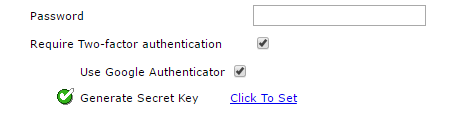 Password
Require Two-factor authentication
Use Google Authenticator
Generate Secret Key Click To Set